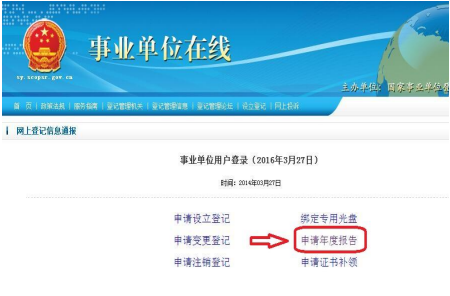 事业单位在线
sy.scopsr.gov.cn
主办单位：国家事业单位登
首 页 | 政策法规 | 服务指南 | 登记管理机关 | 登记管理信息 | 登记管理论坛 | 设立登记 | 网上投诉
网上登记信息通报
事业单位用户登录（2016年3月27日）
时间：2014年03月27日
申请设立登记 绑定专用光盘
申请变更登记 申请年度报告
申请注销登记 申请证书补领